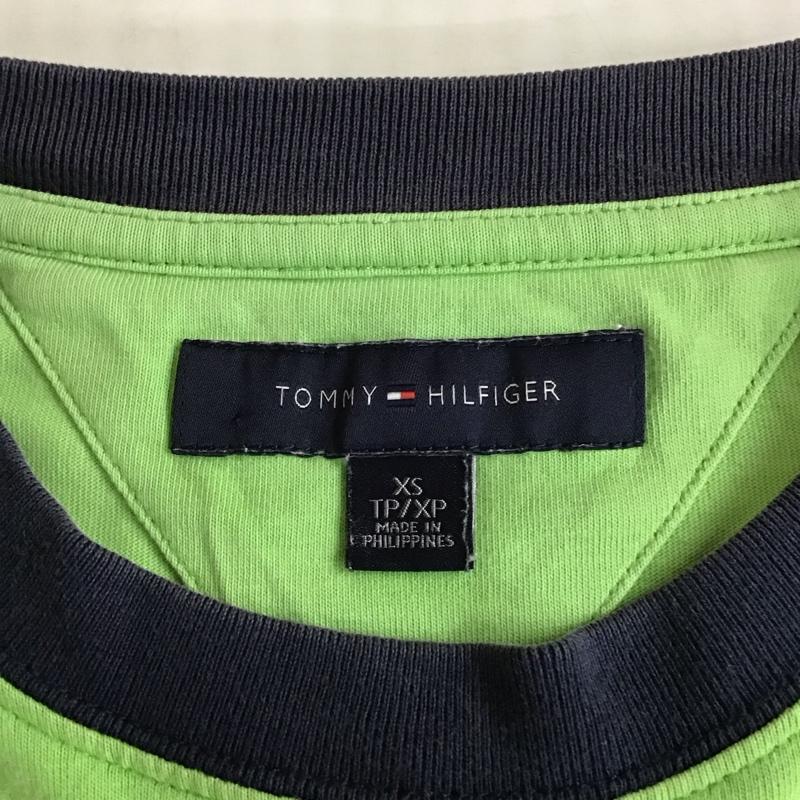 TOMMY HILFIGER
XS
TP/XP
MADE IN
PHILIPPINES